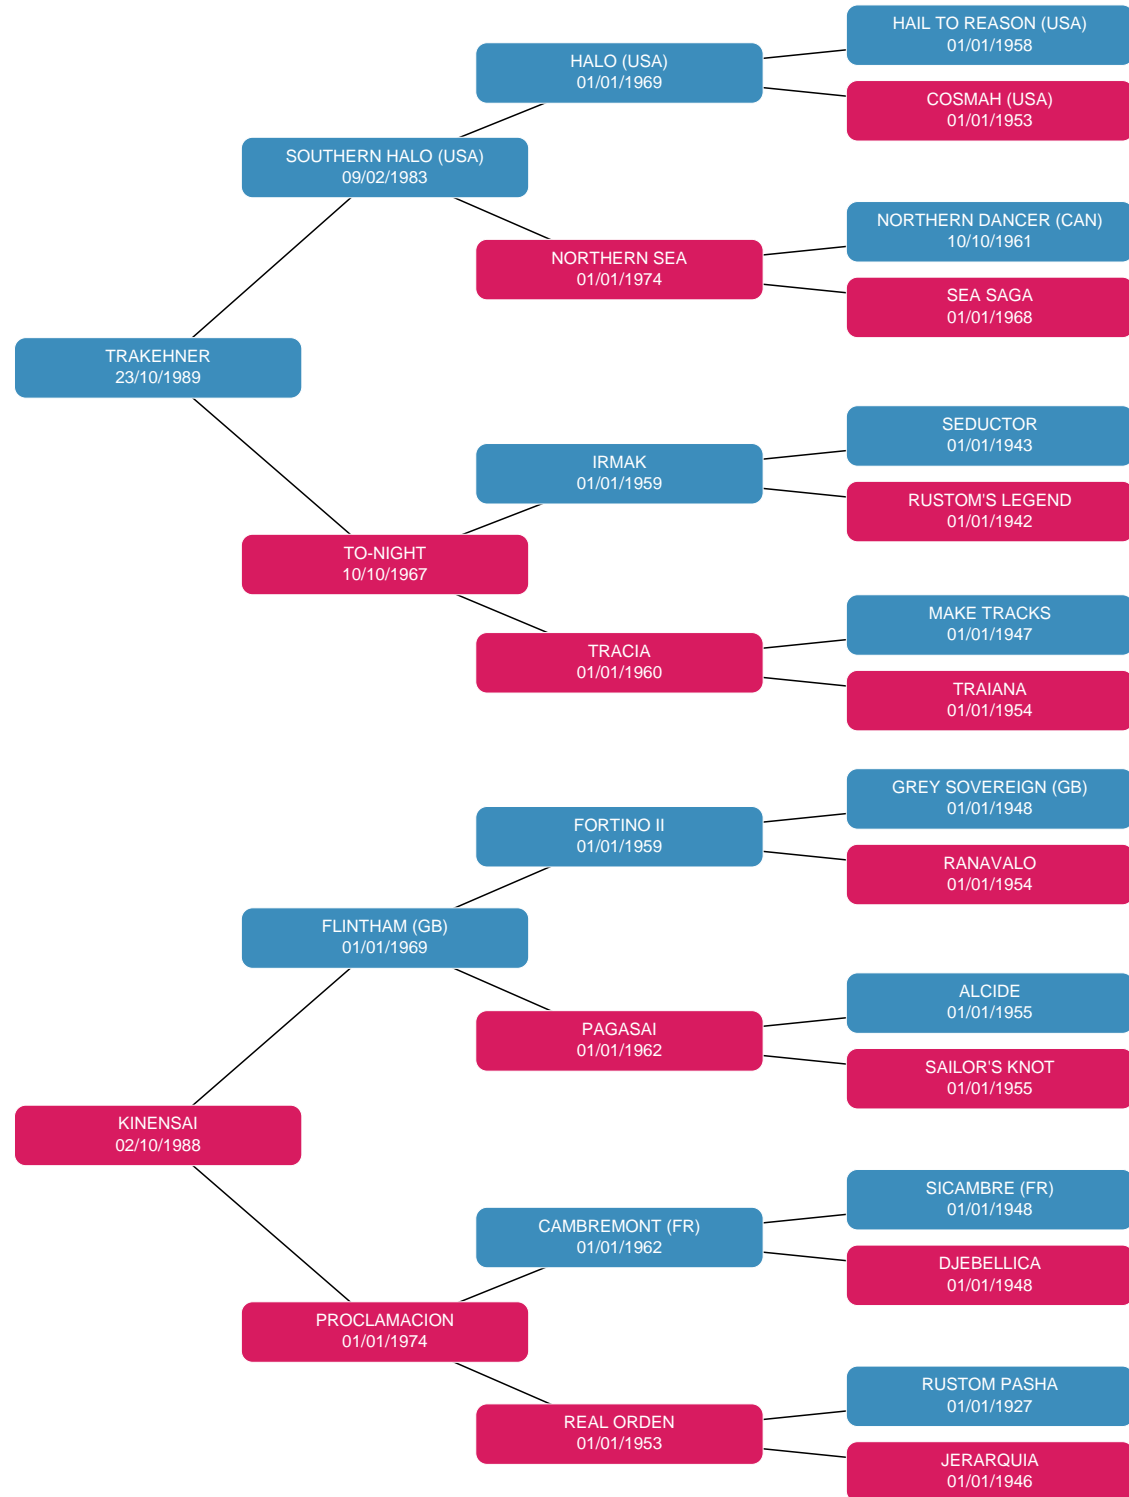 HAIL TO REASON (USA)
01/01/1958
HALO (USA)
01/01/1969
COSMAH (USA)
01/01/1953
SOUTHERN HALO (USA)
09/02/1983
NORTHERN DANCER (CAN)
10/10/1961
NORTHERN SEA
01/01/1974
SEA SAGA
01/01/1968
TRAKEHNER
23/10/1989
SEDUCTOR
01/01/1943
IRMAK
01/01/1959
RUSTOM'S LEGEND
01/01/1942
TO-NIGHT
10/10/1967
MAKE TRACKS
01/01/1947
TRACIA
01/01/1960
TRAIANA
01/01/1954
GREY SOVEREIGN (GB)
01/01/1948
FORTINO II
01/01/1959
RANAVALO
01/01/1954
FLINTHAM (GB)
01/01/1969
ALCIDE
01/01/1955
PAGASAI
01/01/1962
SAILOR'S KNOT
01/01/1955
KINENSAI
02/10/1988
SICAMBRE (FR)
01/01/1948
CAMBREMONT (FR)
01/01/1962
DJEBELLICA
01/01/1948
PROCLAMACION
01/01/1974
RUSTOM PASHA
01/01/1927
REAL ORDEN
01/01/1953
JERARQUIA
01/01/1946